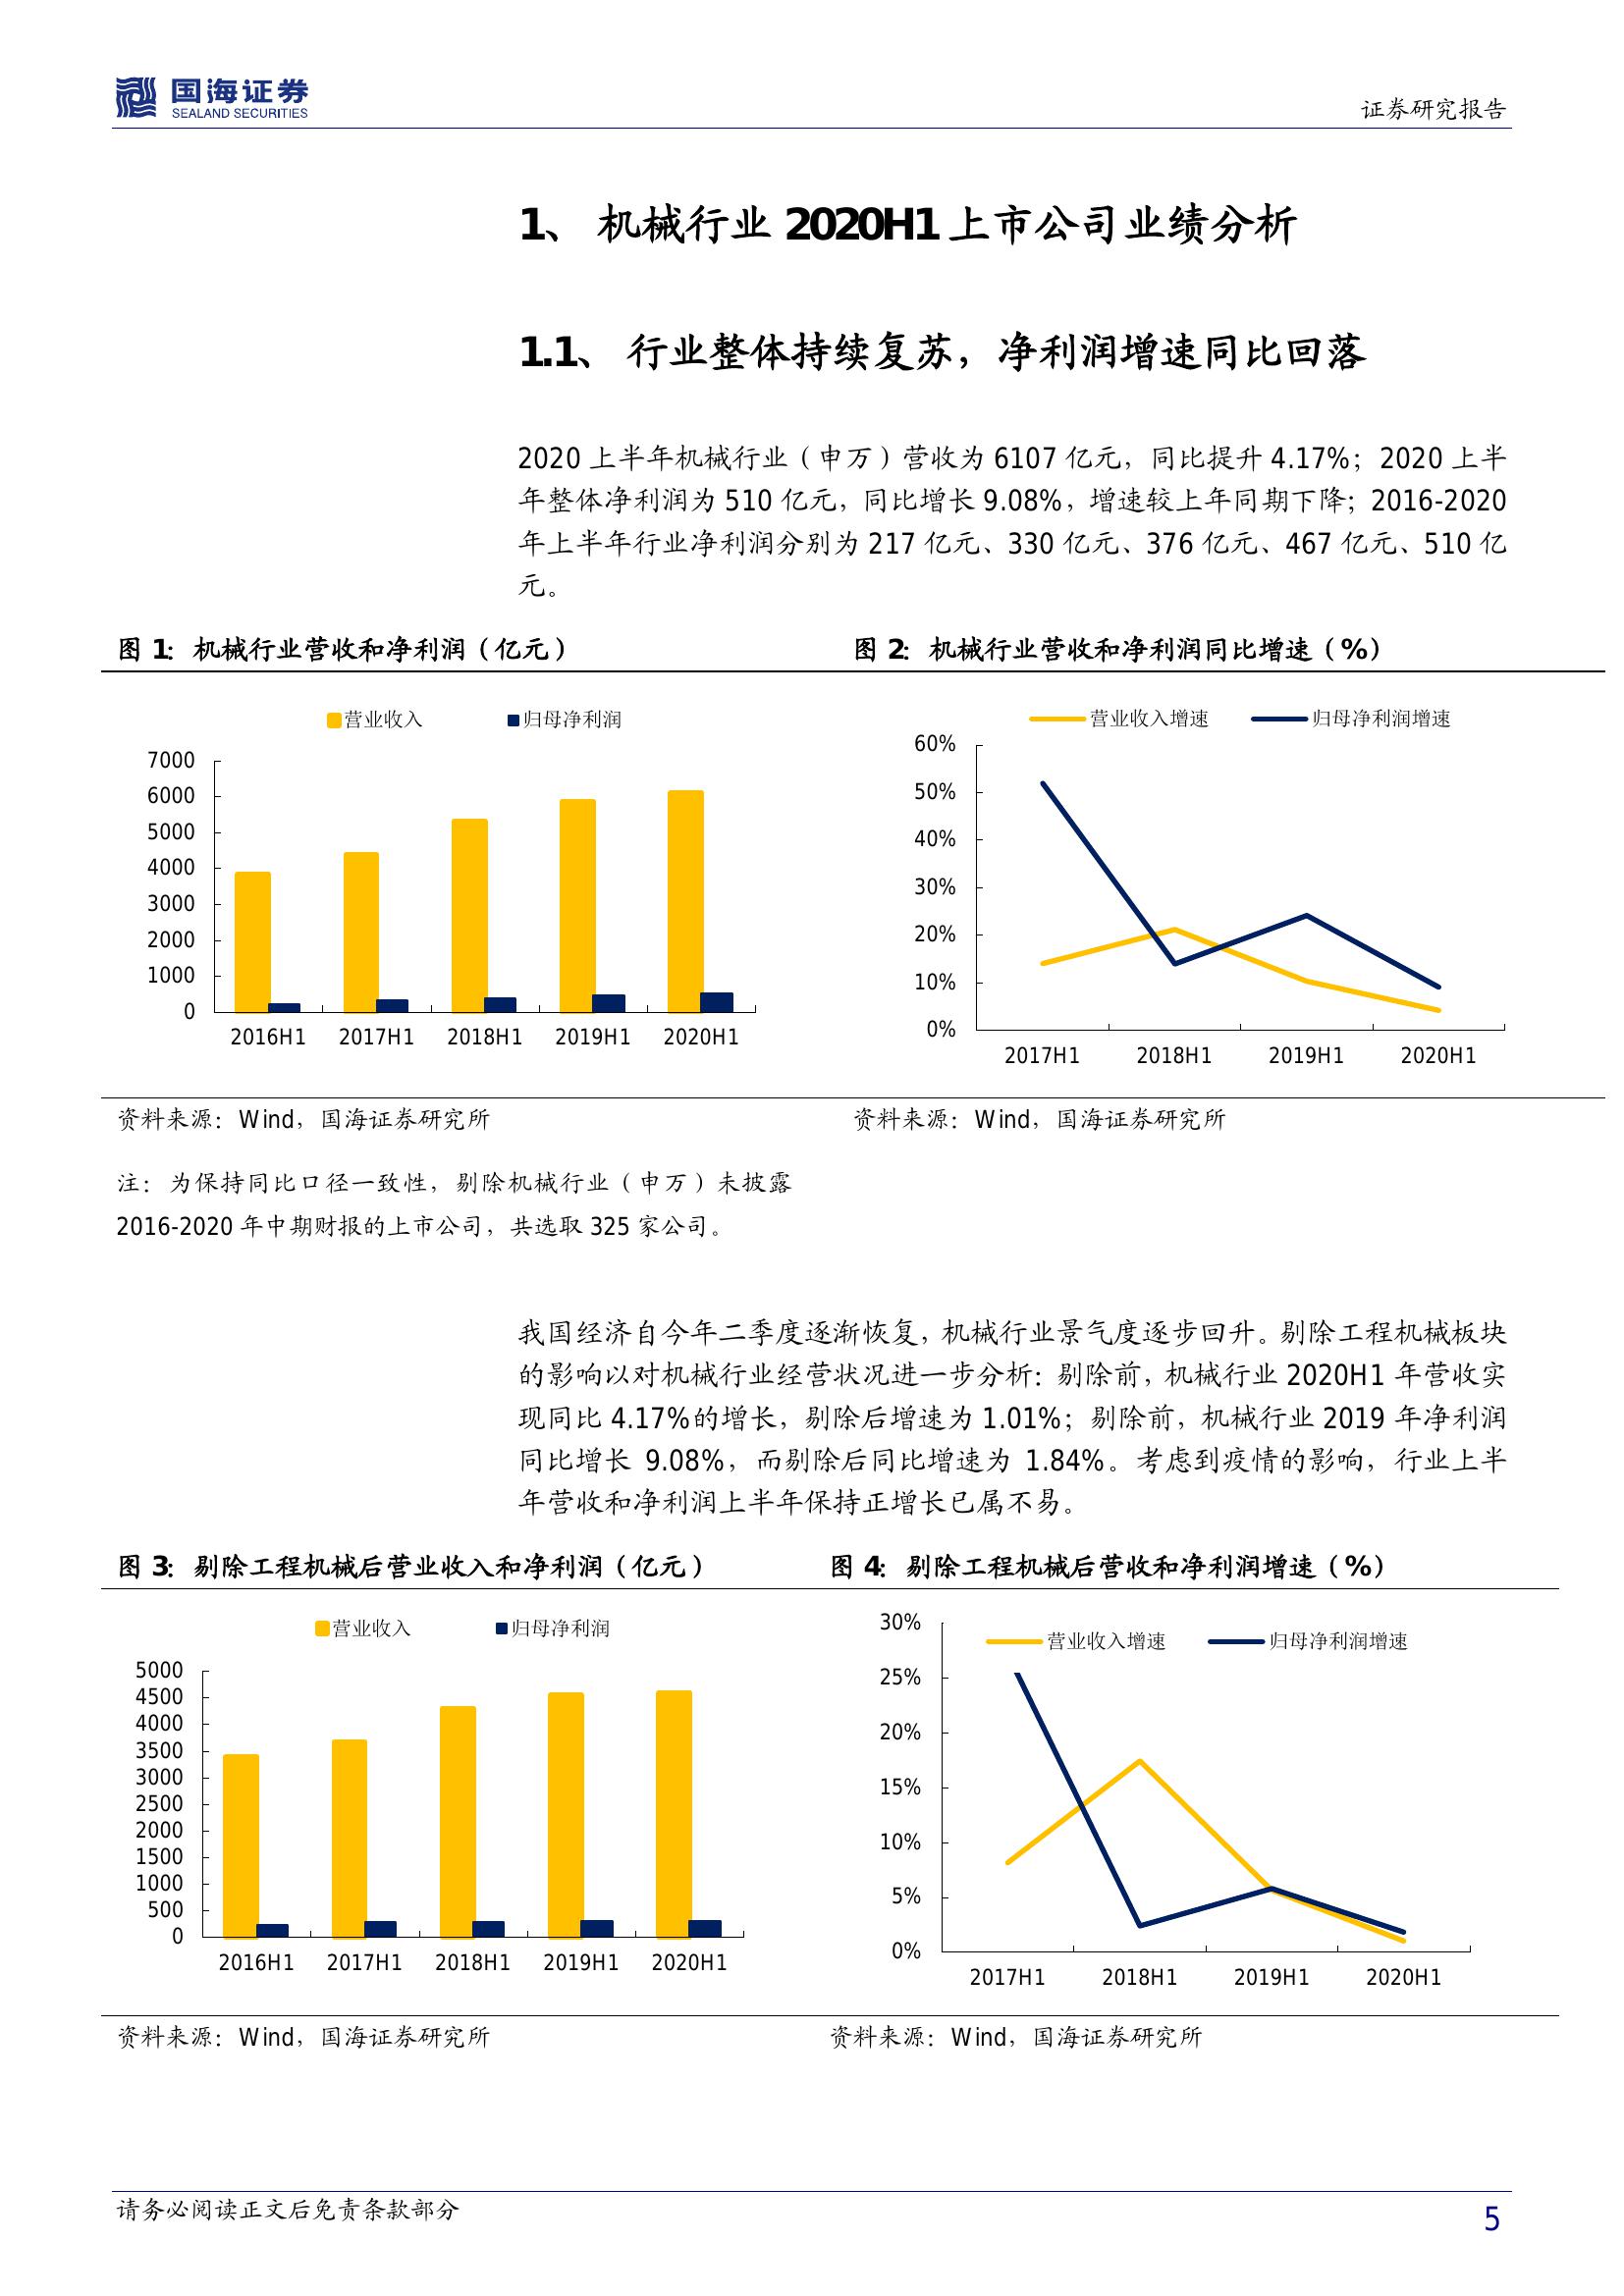 国海证券
SEALAND SECURITIES
证券研究报告
1、 机械行业 2020H1 上市公司业绩分析
1.1、 行业整体持续复苏，净利润增速同比回落
2020 上半年机械行业（申万）营收为 6107 亿元，同比提升 4.17%；2020 上半
年整体净利润为 510 亿元，同比增长 9.08%，增速较上年同期下降；2016-2020
年上半年行业净利润分别为 217 亿元、330 亿元、376 亿元、467 亿元、510 亿
元。
图 1：机械行业营收和净利润（亿元）
营业收入 归母净利润
7000
6000
5000
4000
3000
2000
1000
0
2016H1 2017H1 2018H1 2019H1 2020H1
资料来源：Wind，国海证券研究所
图 2：机械行业营收和净利润同比增速（%）
营业收入增速 归母净利润增速
60%
50%
40%
30%
20%
10%
0%
2017H1 2018H1 2019H1 2020H1
资料来源：Wind，国海证券研究所
注：为保持同比口径一致性，剔除机械行业（申万）未披露
2016-2020 年中期财报的上市公司，共选取 325 家公司。
我国经济自今年二季度逐渐恢复，机械行业景气度逐步回升。剔除工程机械板块
的影响以对机械行业经营状况进一步分析：剔除前，机械行业 2020H1 年营收实
现同比 4.17%的增长，剔除后增速为 1.01%；剔除前，机械行业 2019 年净利润
同比增长 9.08%，而剔除后同比增速为 1.84%。考虑到疫情的影响，行业上半
年营收和净利润上半年保持正增长已属不易。
图 3：剔除工程机械后营业收入和净利润（亿元）
营业收入 归母净利润
5000
4500
4000
3500
3000
2500
2000
1500
1000
500
0
2016H1 2017H1 2018H1 2019H1 2020H1
资料来源：Wind，国海证券研究所
图 4：剔除工程机械后营收和净利润增速（%）
30%
营业收入增速 归母净利润增速
25%
20%
15%
10%
5%
0%
2017H1 2018H1 2019H1 2020H1
资料来源：Wind，国海证券研究所
请务必阅读正文后免责条款部分
5